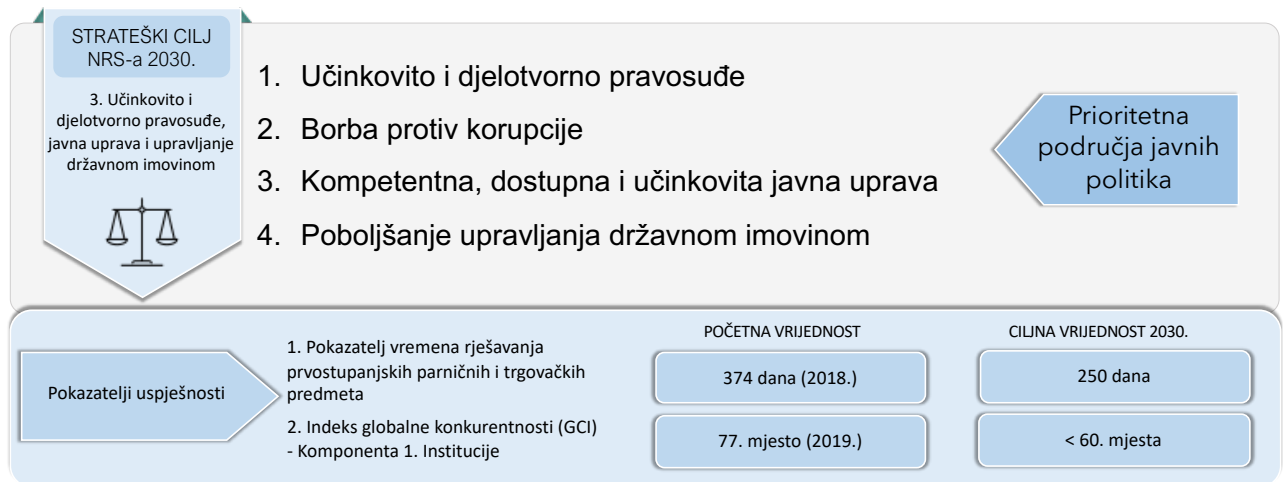 STRATEŠKI CILJ
NRS-a 2030.
3. Učinkovito i
djelotvorno pravosuđe,
javna uprava i upravljanje
državnom imovinom
1. Učinkovito i djelotvorno pravosuđe
2. Borba protiv korupcije
3. Kompetentna, dostupna i učinkovita javna uprava
4. Poboljšanje upravljanja državnom imovinom
Prioritetna
područja javnih
politika
Pokazatelji uspješnosti
POČETNA VRIJEDNOST
CILJNA VRIJEDNOST 2030.
1. Pokazatelj vremena rješavanja
prvostupanjskih parničnih i trgovačkih
predmeta
374 dana (2018.)
250 dana
2. Indeks globalne konkurentnosti (GCI)
- Komponenta 1. Institucije
77. mjesto (2019.)
< 60. mjesta